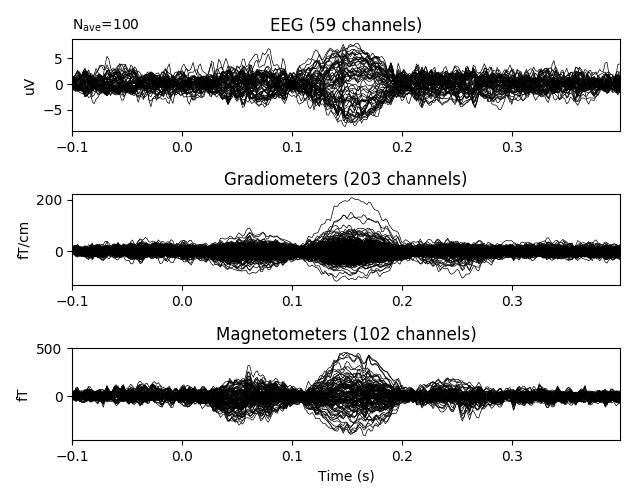 N_ave=100
EEG (59 channels)
5
0
−5
uV
−0.1 0.0 0.1 0.2 0.3
Gradiometers (203 channels)
200
0
fT/cm
−0.1 0.0 0.1 0.2 0.3
Magnetometers (102 channels)
500
0
fT
−0.1 0.0 0.1 0.2 0.3
Time (s)